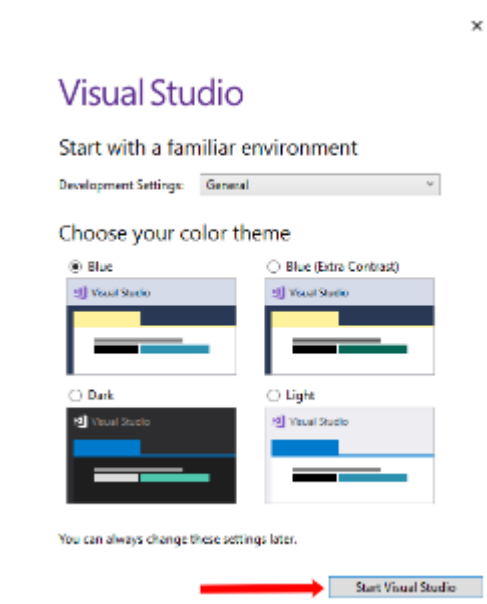 Visual Studio
Start with a familiar environment
Development Settings: General
Choose your color theme
Blue
Blue (Extra Contrast)
Visual Studio
Visual Studio
Dark
Light
Visual Studio
Visual Studio
You can always change these settings later.
Start Visual Studio